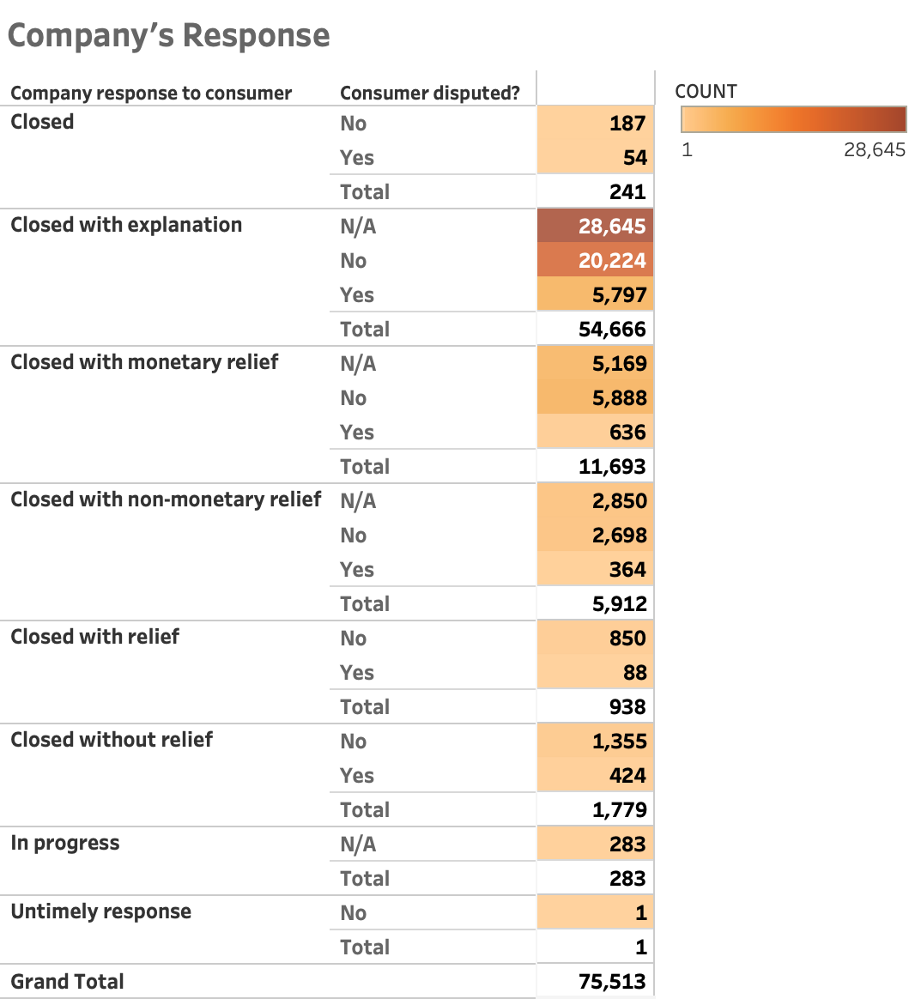 Company's Response
Company response to consumer Consumer disputed?
COUNT
1 28,645
Closed No 187
Yes 54
Total 241
Closed with explanation N/A 28,645
No 20,224
Yes 5,797
Total 54,666
Closed with monetary relief N/A 5,169
No 5,888
Yes 636
Total 11,693
Closed with non-monetary relief N/A 2,850
No 2,698
Yes 364
Total 5,912
Closed with relief No 850
Yes 88
Total 938
Closed without relief No 1,355
Yes 424
Total 1,779
In progress N/A 283
Total 283
Untimely response No 1
Total 1
Grand Total 75,513